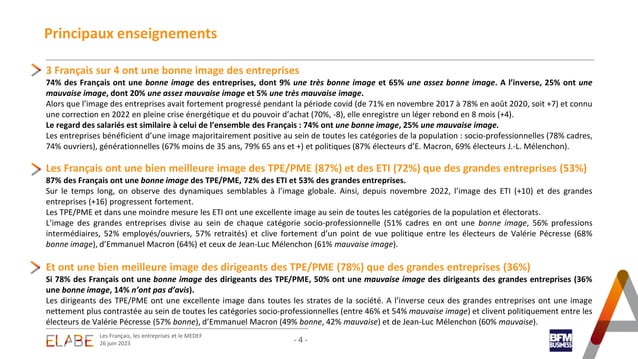 Principaux enseignements
3 Français sur 4 ont une bonne image des entreprises
74% des Français ont une bonne image des entreprises, dont 9% une très bonne image et 65% une assez bonne image. A l’inverse, 25% ont une
mauvaise image, dont 20% une assez mauvaise image et 5% une très mauvaise image.
Alors que l’image des entreprises avait fortement progressé pendant la période covid (de 71% en novembre 2017 à 78% en août 2020, soit +7) et connu
une correction en 2022 en pleine crise énergétique et du pouvoir d’achat (70%, -8), elle enregistre un léger rebond en 8 mois (+4).
Le regard des salariés est similaire à celui de l’ensemble des Français : 74% ont une bonne image, 25% une mauvaise image.
Les entreprises bénéficient d’une image majoritairement positive au sein de toutes les catégories de la population : socio-professionnelles (78% cadres,
74% ouvriers), générationnelles (67% moins de 35 ans, 79% 65 ans et +) et politiques (87% électeurs d’E. Macron, 69% électeurs J.-L. Mélenchon).
Les Français ont une bien meilleure image des TPE/PME (87%) et des ETI (72%) que des grandes entreprises (53%)
87% des Français ont une bonne image des TPE/PME, 72% des ETI et 53% des grandes entreprises.
Sur le temps long, on observe des dynamiques semblables à l’image globale. Ainsi, depuis novembre 2022, l’image des ETI (+10) et des grandes
entreprises (+16) progressent fortement.
Les TPE/PME et dans une moindre mesure les ETI ont une excellente image au sein de toutes les catégories de la population et électorats.
L’image des grandes entreprises divise au sein de chaque catégorie socio-professionnelle (51% cadres en ont une bonne image, 56% professions
intermédiaires, 52% employés/ouvriers, 57% retraités) et clive fortement d’un point de vue politique entre les électeurs de Valérie Pécresse (68%
bonne image), d’Emmanuel Macron (64%) et ceux de Jean-Luc Mélenchon (61% mauvaise image).
Et ont une bien meilleure image des dirigeants des TPE/PME (78%) que des grandes entreprises (36%)
Si 78% des Français ont une bonne image des dirigeants des TPE/PME, 50% ont une mauvaise image des dirigeants des grandes entreprises (36%
une bonne image, 14% n’ont pas d’avis).
Les dirigeants des TPE/PME ont une excellente image dans toutes les strates de la société. A l’inverse ceux des grandes entreprises ont une image
nettement plus contrastée au sein de toutes les catégories socio-professionnelles (entre 46% et 54% mauvaise image) et clivent politiquement entre les
électeurs de Valérie Pécresse (57% bonne), d’Emmanuel Macron (49% bonne, 42% mauvaise) et de Jean-Luc Mélenchon (60% mauvaise).
ELABE
Les Français, les entreprises et le MEDEF
26 juin 2023
- 4 -
BFM
BUSINESS